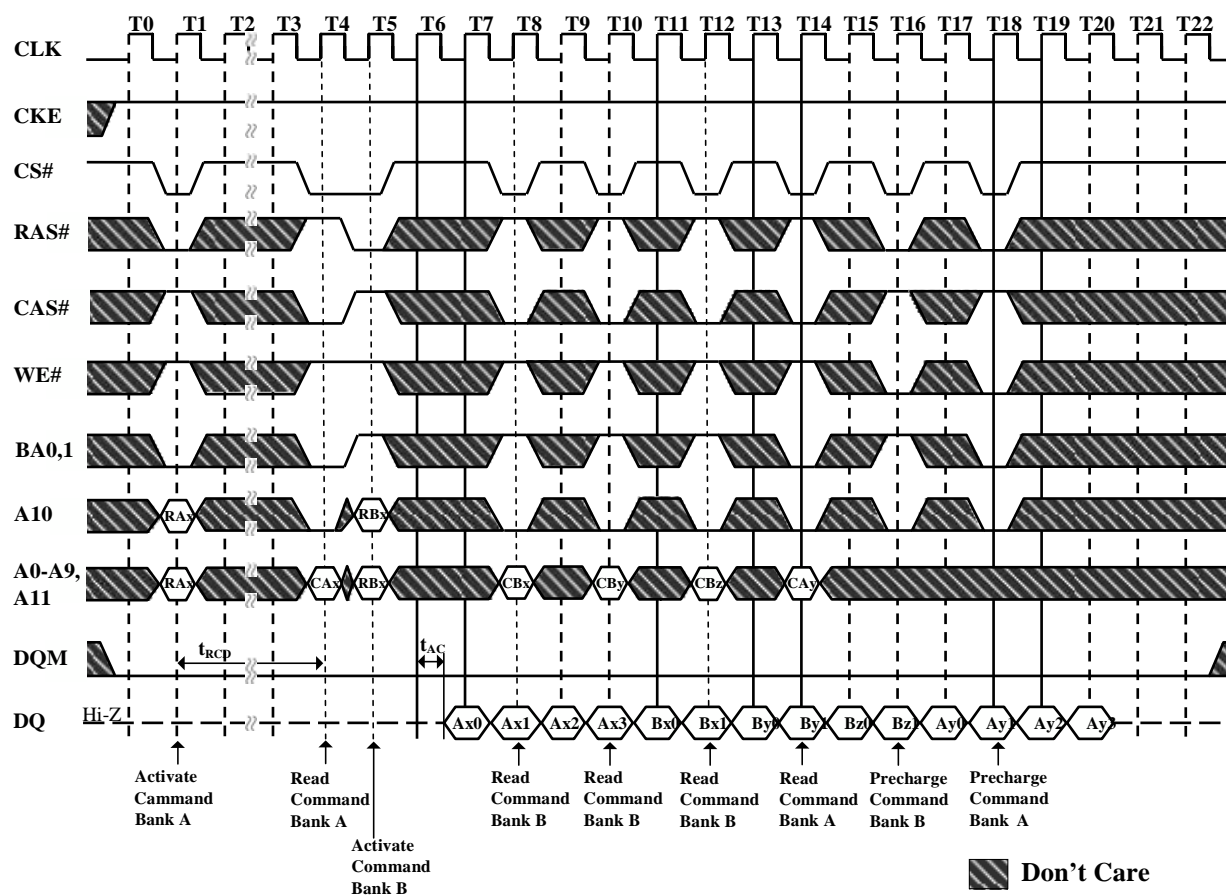 T0 T1 T2 T3 T4 T5 T6 T7 T8 T9 T10 T11 T12 T13 T14 T15 T16 T17 T18 T19 T20 T21 T22
CLK
CKE
CS#
RAS#
CAS#
WE#
BA0,1
A10 RAx RBx
A0-A9,
A11
RAx CAx RBx CBx CBy CBz CAy
tRCD tAC
DQM
DQ Hi-Z Ax0 Ax1 Ax2 Ax3 Bx0 Bx1 By0 By1 Bz0 Bz1 Ay0 Ay1 Ay2 Ay3
Activate
Cammand
Bank A
Read
Command
Bank A
Activate
Command
Bank B
Read
Command
Bank B
Read
Command
Bank B
Read
Command
Bank B
Read
Command
Bank A
Precharge
Command
Bank B
Precharge
Command
Bank A
Don't Care